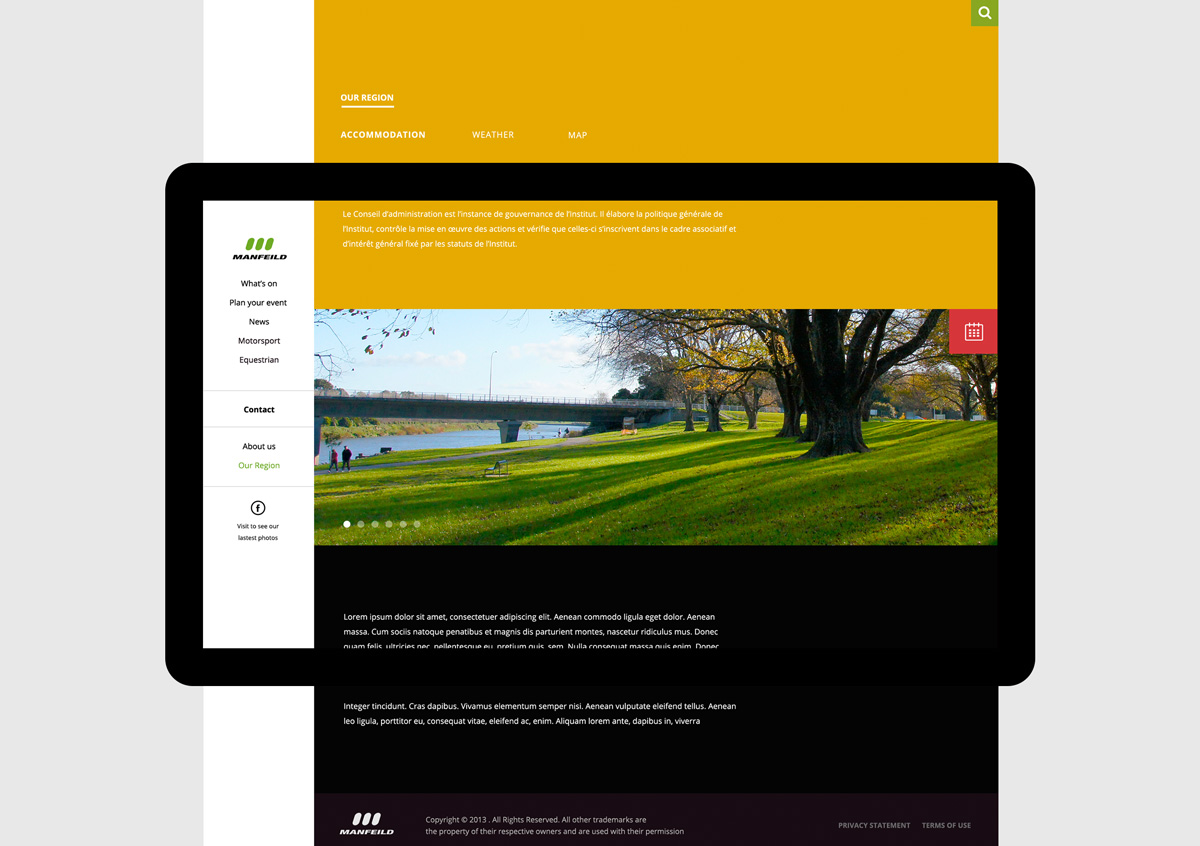 OUR REGION
ACCOMMODATION WEATHER MAP
MANFEILD
What's on
Plan your event
News
Motorsport
Equestrian
Contact
About us
Our Region
Visit to see our
lastest photos
Le Conseil d'administration est l'instance de gouvernance de l'Institut. Il élabore la politique générale de
l'Institut, contrôle la mise en œuvre des actions et vérifie que celles-ci s'inscrivent dans le cadre associatif et
d'intérêt général fixé par les statuts de l'Institut.
Lorem ipsum dolor sit amet, consectetuer adipiscing elit. Aenean commodo ligula eget dolor. Aenean
massa. Cum sociis natoque penatibus et magnis dis parturient montes, nascetur ridiculus mus. Donec
quam felis, ultricies nec, pellentesque eu, pretium quis, sem. Nulla consequat massa quis enim. Donec
Integer tincidunt. Cras dapibus. Vivamus elementum semper nisi. Aenean vulputate eleifend tellus. Aenean
leo ligula, porttitor eu, consequat vitae, eleifend ac, enim. Aliquam lorem ante, dapibus in, viverra
MANFEILD
Copyright © 2013 . All Rights Reserved. All other trademarks are
the property of their respective owners and are used with their permission
PRIVACY STATEMENT TERMS OF USE